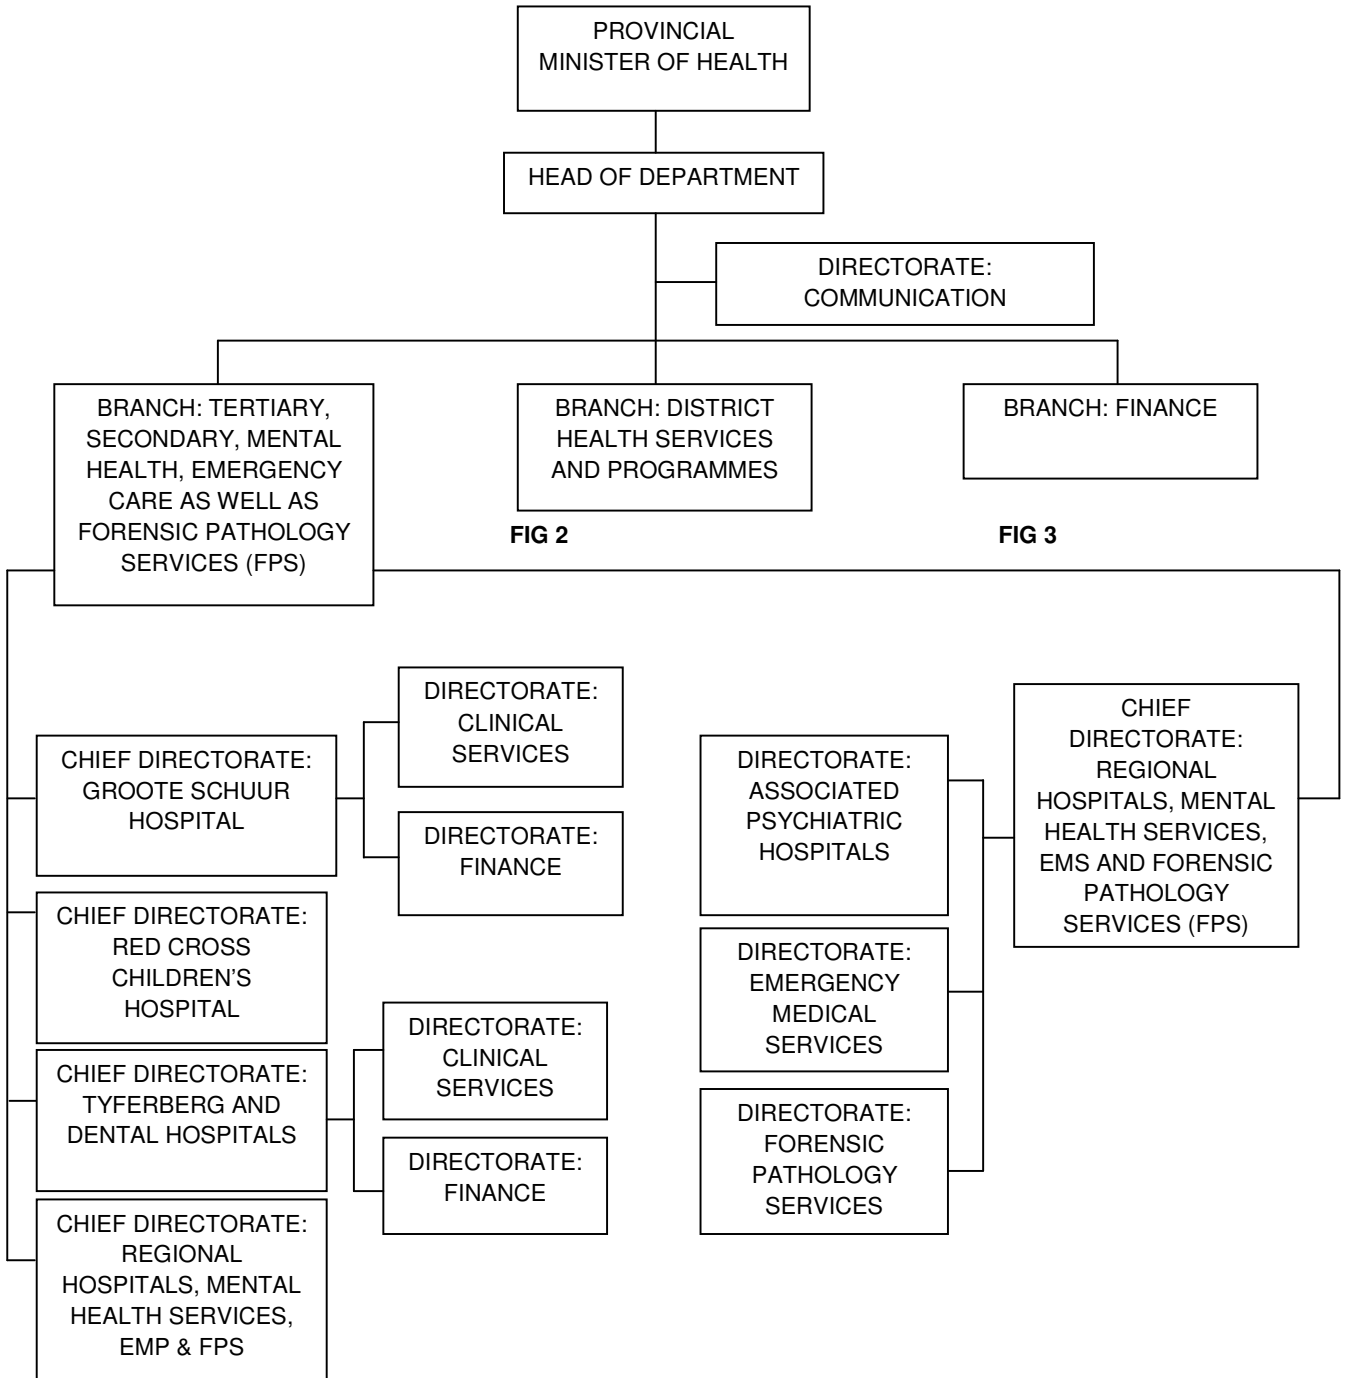 PROVINCIAL
MINISTER OF HEALTH
HEAD OF DEPARTMENT
DIRECTORATE:
COMMUNICATION
BRANCH: TERTIARY,
SECONDARY, MENTAL
HEALTH, EMERGENCY
CARE AS WELL AS
FORENSIC PATHOLOGY
SERVICES (FPS)
BRANCH: DISTRICT
HEALTH SERVICES
AND PROGRAMMES
BRANCH: FINANCE
FIG 2
FIG 3
CHIEF DIRECTORATE:
GROOTE SCHUUR
HOSPITAL
DIRECTORATE:
CLINICAL
SERVICES
DIRECTORATE:
FINANCE
CHIEF DIRECTORATE:
RED CROSS
CHILDREN'S
HOSPITAL
CHIEF DIRECTORATE:
TYFERBERG AND
DENTAL HOSPITALS
DIRECTORATE:
CLINICAL
SERVICES
DIRECTORATE:
FINANCE
CHIEF DIRECTORATE:
REGIONAL
HOSPITALS, MENTAL
HEALTH SERVICES,
EMP & FPS
DIRECTORATE:
ASSOCIATED
PSYCHIATRIC
HOSPITALS
DIRECTORATE:
EMERGENCY
MEDICAL
SERVICES
DIRECTORATE:
FORENSIC
PATHOLOGY
SERVICES
CHIEF
DIRECTORATE:
REGIONAL
HOSPITALS, MENTAL
HEALTH SERVICES,
EMS AND FORENSIC
PATHOLOGY
SERVICES (FPS)